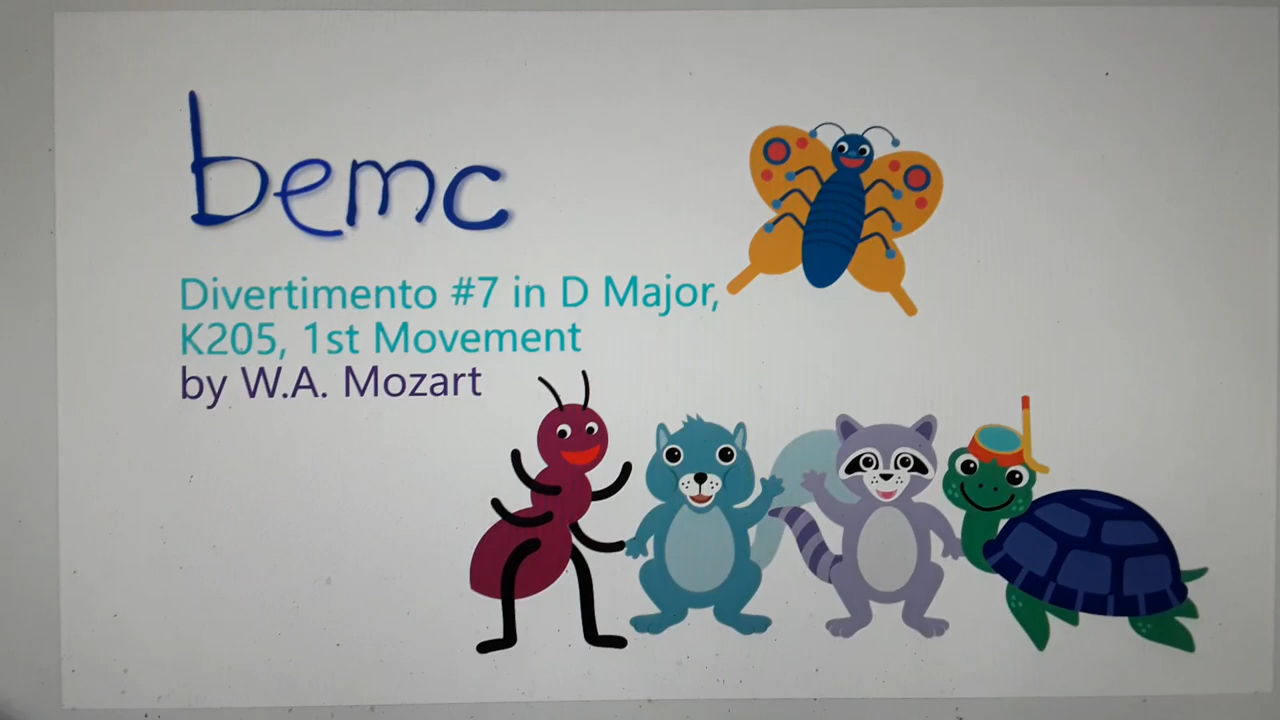 bemc
Divertimento #7 in D Major,
K205, 1st Movement
by W.A. Mozart